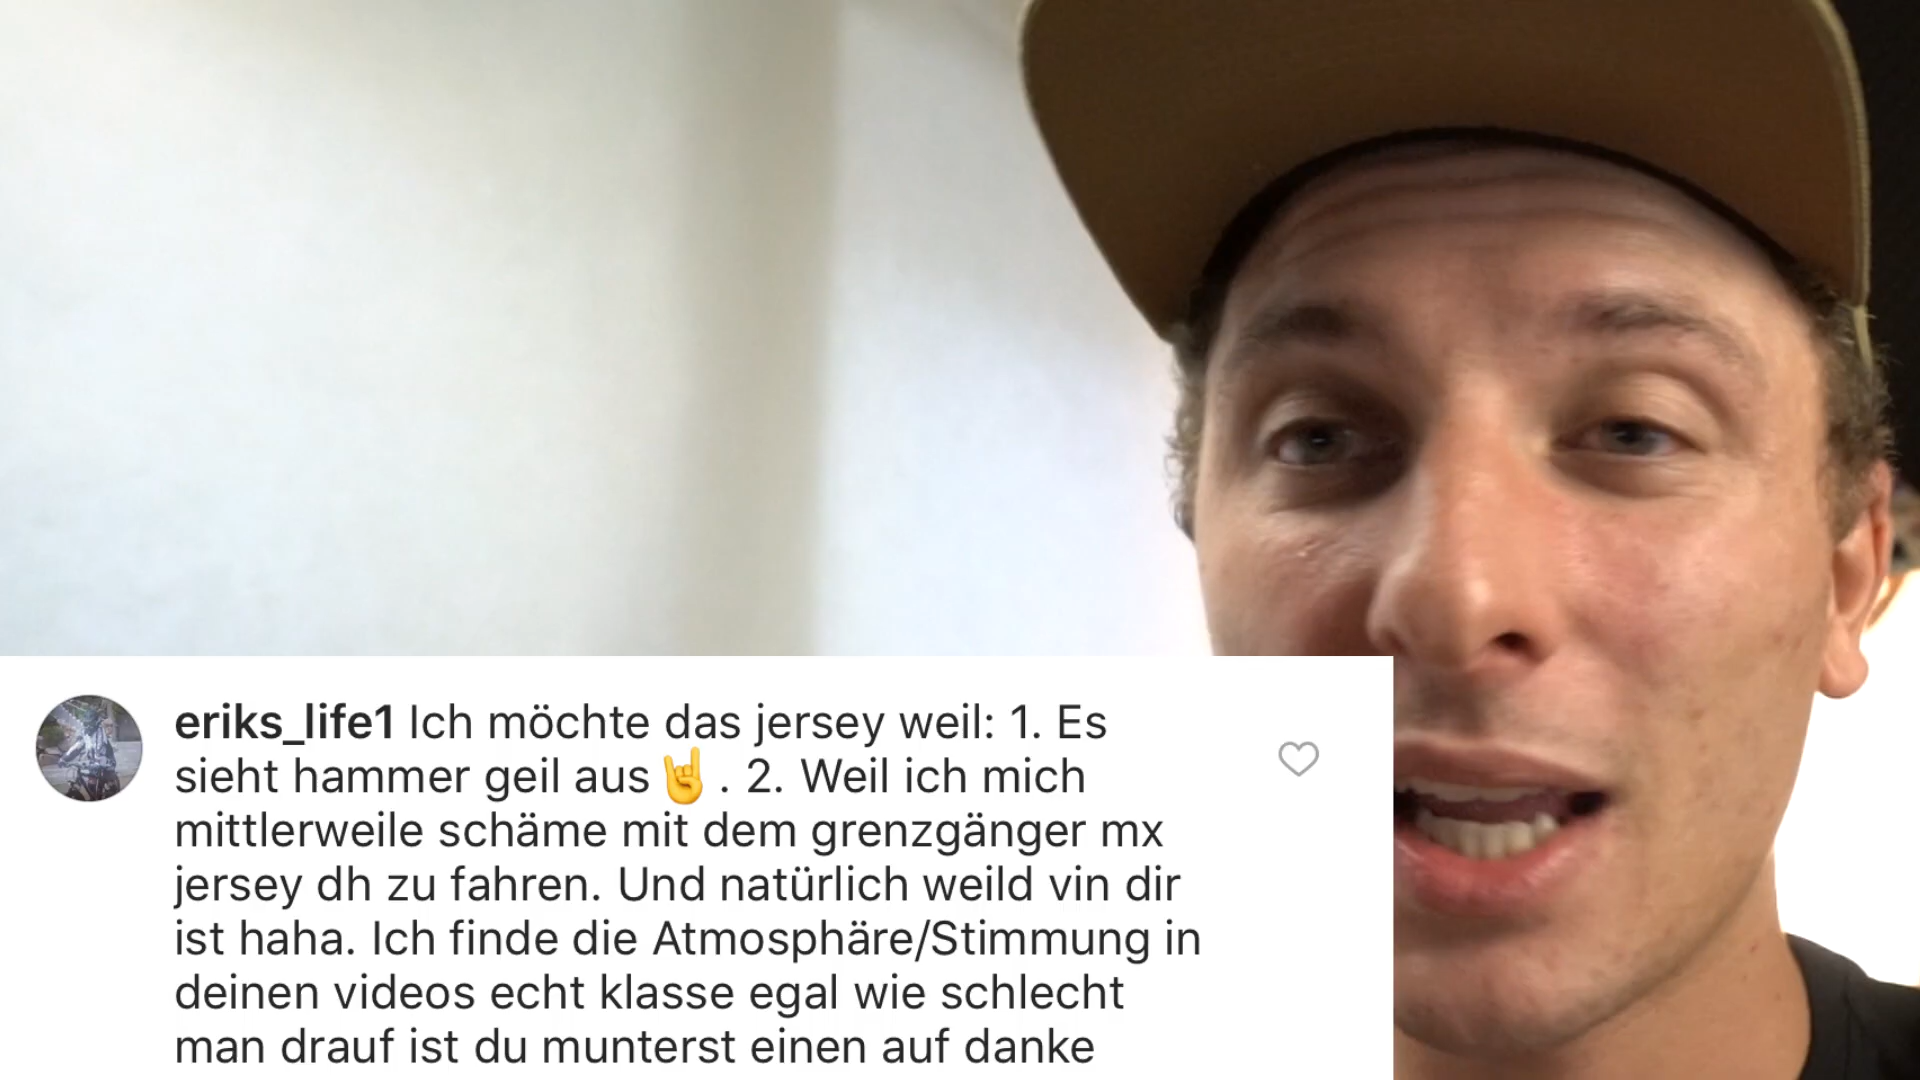 eriks_life1 Ich möchte das jersey weil: 1. Es
sieht hammer geil aus🤘. 2. Weil ich mich
mittlerweile schäme mit dem grenzgänger mx
jersey dh zu fahren. Und natürlich weild vin dir
ist haha. Ich finde die Atmosphäre/Stimmung in
deinen videos echt klasse egal wie schlecht
man drauf ist du munterst einen auf danke